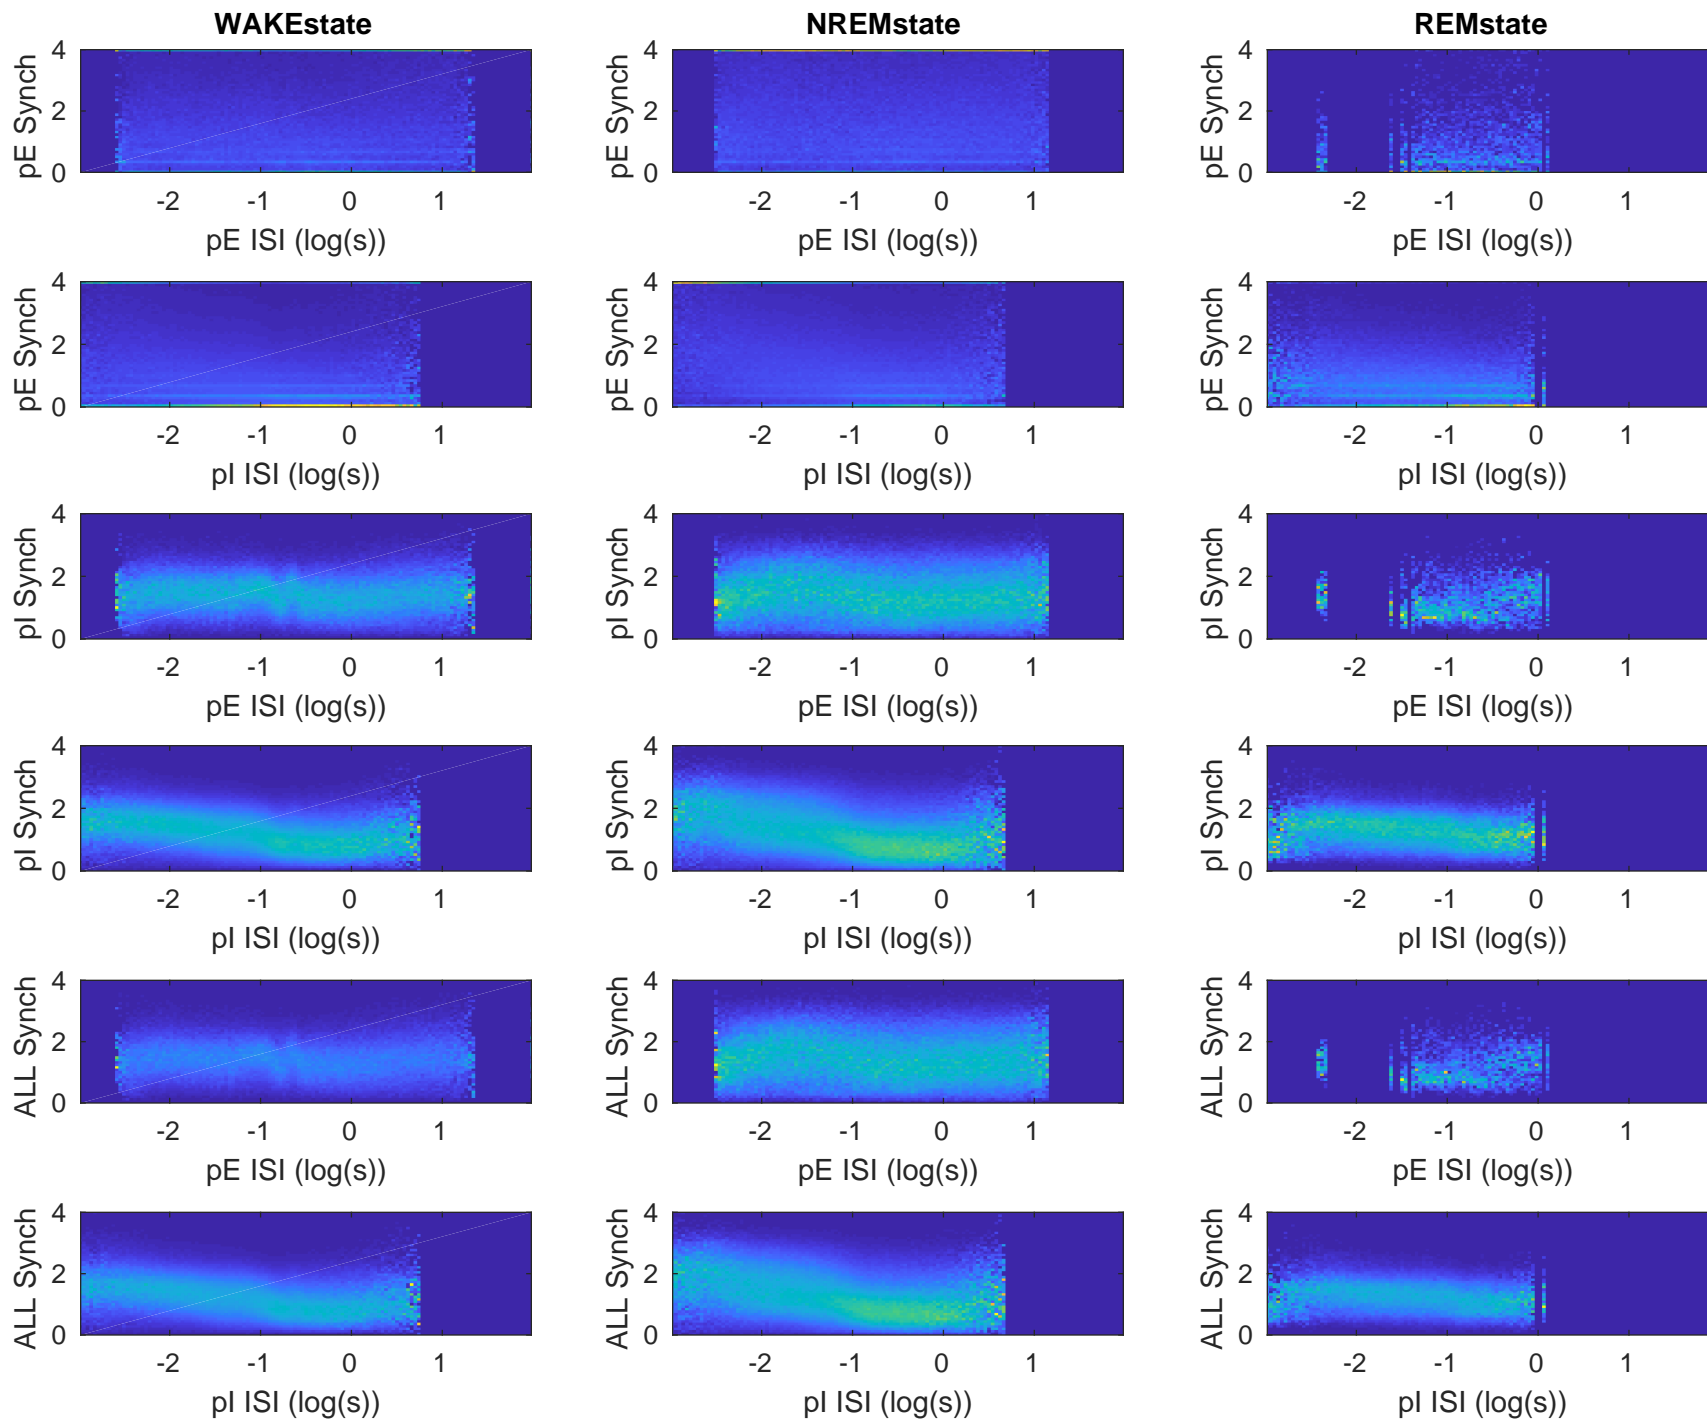 WAKEstate NREMstate REMstate
4 4 4
pE Synch pE Synch pE Synch
2 2 2
0 0 0
-2 -1 0 1 -2 -1 0 1 -2 -1 0 1
pE ISI (log(s)) pE ISI (log(s)) pE ISI (log(s))
4 4 4
pE Synch pE Synch pE Synch
2 2 2
0 0 0
-2 -1 0 1 -2 -1 0 1 -2 -1 0 1
pI ISI (log(s)) pI ISI (log(s)) pI ISI (log(s))
4 4 4
pI Synch pI Synch pI Synch
2 2 2
0 0 0
-2 -1 0 1 -2 -1 0 1 -2 -1 0 1
pE ISI (log(s)) pE ISI (log(s)) pE ISI (log(s))
4 4 4
pI Synch pI Synch pI Synch
2 2 2
0 0 0
-2 -1 0 1 -2 -1 0 1 -2 -1 0 1
pI ISI (log(s)) pI ISI (log(s)) pI ISI (log(s))
4 4 4
ALL Synch ALL Synch ALL Synch
2 2 2
0 0 0
-2 -1 0 1 -2 -1 0 1 -2 -1 0 1
pE ISI (log(s)) pE ISI (log(s)) pE ISI (log(s))
4 4 4
ALL Synch ALL Synch ALL Synch
2 2 2
0 0 0
-2 -1 0 1 -2 -1 0 1 -2 -1 0 1
pI ISI (log(s)) pI ISI (log(s)) pI ISI (log(s))